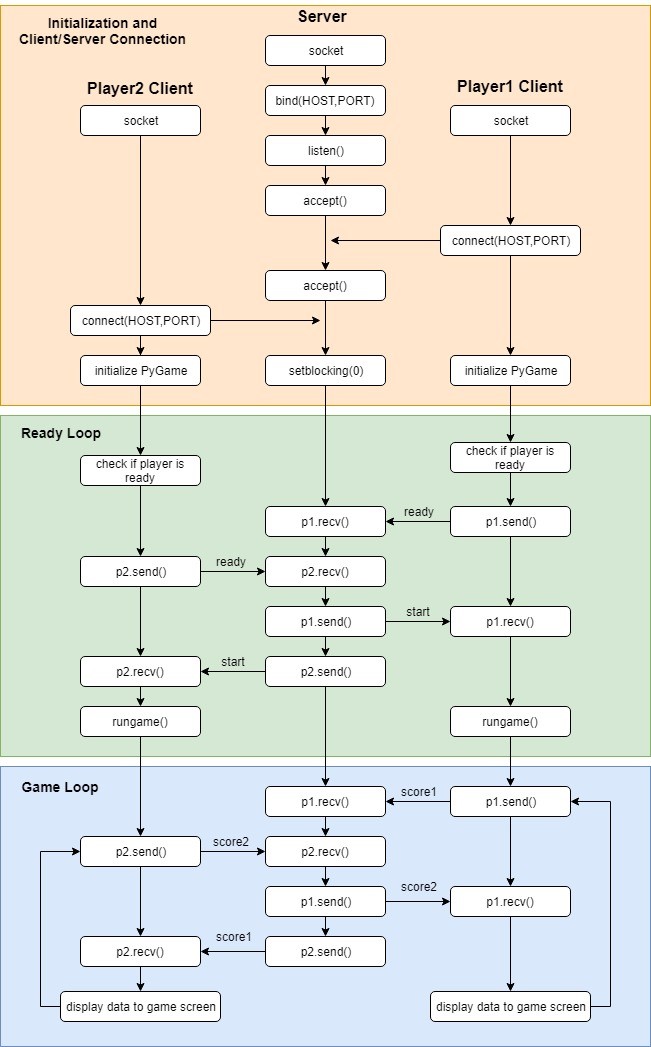 Initialization and
Client/Server Connection
Server
socket
bind(HOST,PORT)
Player2 Client
Player1 Client
socket
socket
listen()
accept()
connect(HOST,PORT)
accept()
connect(HOST,PORT)
initialize PyGame
setblocking(0)
initialize PyGame
Ready Loop
check if player is
ready
check if player is
ready
p1.recv()
ready
p1.send()
p2.send()
ready
p2.recv()
p1.send()
start
p1.recv()
p2.recv()
start
p2.send()
rungame()
rungame()
Game Loop
p1.recv()
score1
p1.send()
p2.send()
score2
p2.recv()
p1.send()
score2
p1.recv()
p2.recv()
score1
p2.send()
display data to game screen
display data to game screen